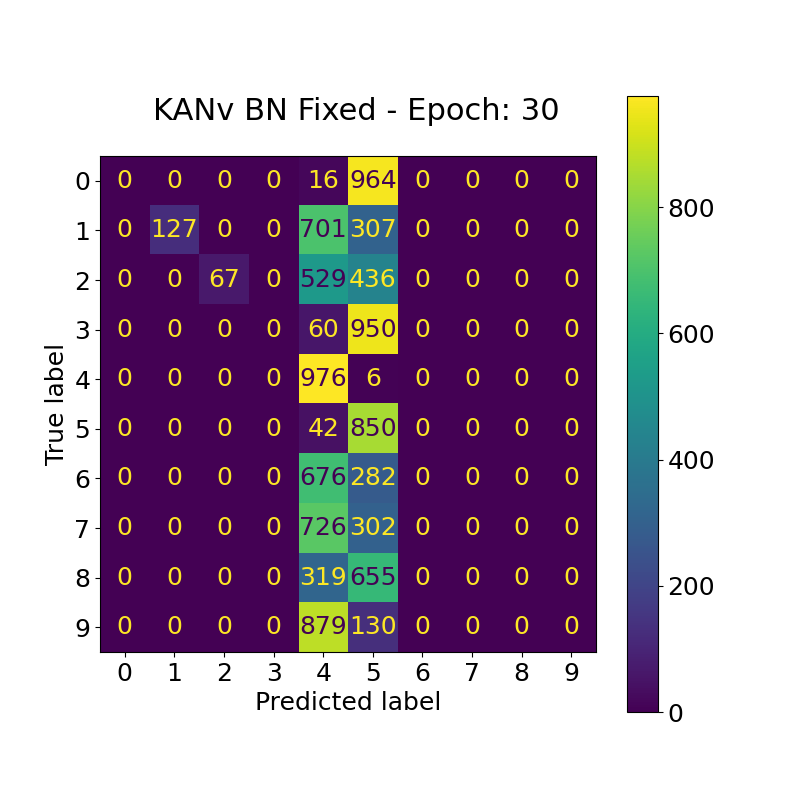 KANv BN Fixed - Epoch: 30
0 0 0 0 0 16 964 0 0 0 0
1 0 127 0 0 701 307 0 0 0 0
2 0 0 67 0 529 436 0 0 0 0
3 0 0 0 0 60 950 0 0 0 0
4 0 0 0 0 976 6 0 0 0 0
5 0 0 0 0 42 850 0 0 0 0
6 0 0 0 0 676 282 0 0 0 0
7 0 0 0 0 726 302 0 0 0 0
8 0 0 0 0 319 655 0 0 0 0
9 0 0 0 0 879 130 0 0 0 0
0 1 2 3 4 5 6 7 8 9
Predicted label
True label
800
600
400
200
0